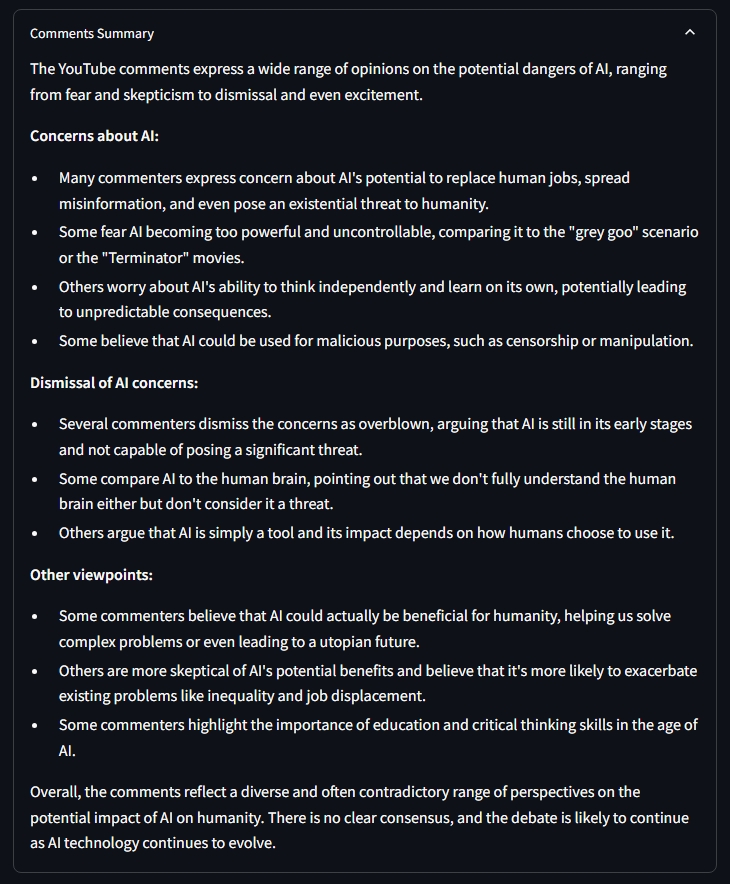 Comments Summary
The YouTube comments express a wide range of opinions on the potential dangers of AI, ranging
from fear and skepticism to dismissal and even excitement.
Concerns about AI:
• Many commenters express concern about AI's potential to replace human jobs, spread
misinformation, and even pose an existential threat to humanity.
• Some fear AI becoming too powerful and uncontrollable, comparing it to the "grey goo" scenario
or the "Terminator" movies.
• Others worry about AI's ability to think independently and learn on its own, potentially leading
to unpredictable consequences.
• Some believe that AI could be used for malicious purposes, such as censorship or manipulation.
Dismissal of AI concerns:
• Several commenters dismiss the concerns as overblown, arguing that AI is still in its early stages
and not capable of posing a significant threat.
• Some compare AI to the human brain, pointing out that we don't fully understand the human
brain either but don't consider it a threat.
• Others argue that AI is simply a tool and its impact depends on how humans choose to use it.
Other viewpoints:
• Some commenters believe that AI could actually be beneficial for humanity, helping us solve
complex problems or even leading to a utopian future.
• Others are more skeptical of AI's potential benefits and believe that it's more likely to exacerbate
existing problems like inequality and job displacement.
• Some commenters highlight the importance of education and critical thinking skills in the age of
AI.
Overall, the comments reflect a diverse and often contradictory range of perspectives on the
potential impact of AI on humanity. There is no clear consensus, and the debate is likely to continue
as AI technology continues to evolve.